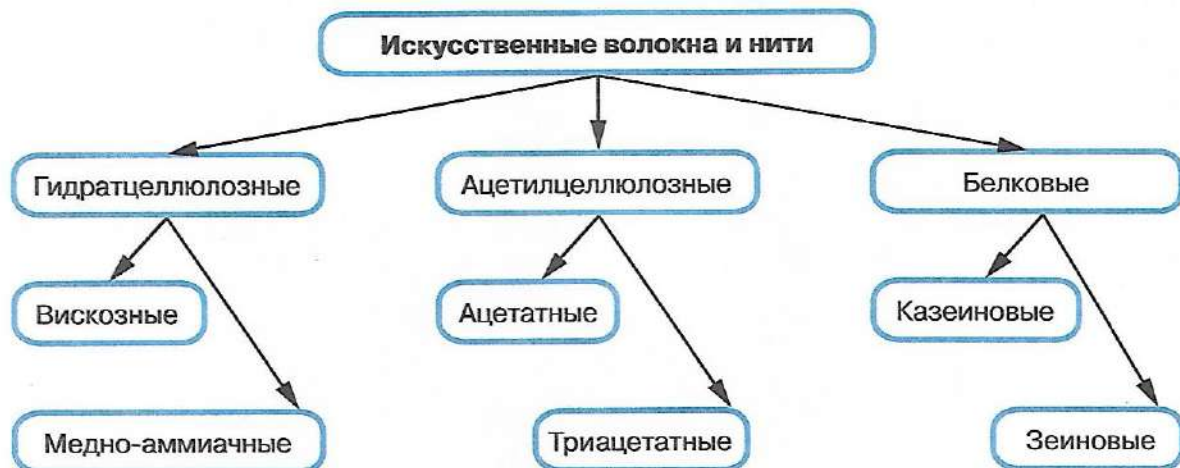 Искусственные волокна и нити
Гидратцеллюлозные
Ацетилцеллюлозные
Белковые
Вискозные
Ацетатные
Казеиновые
Медно-аммиачные
Триацетатные
Зеиновые